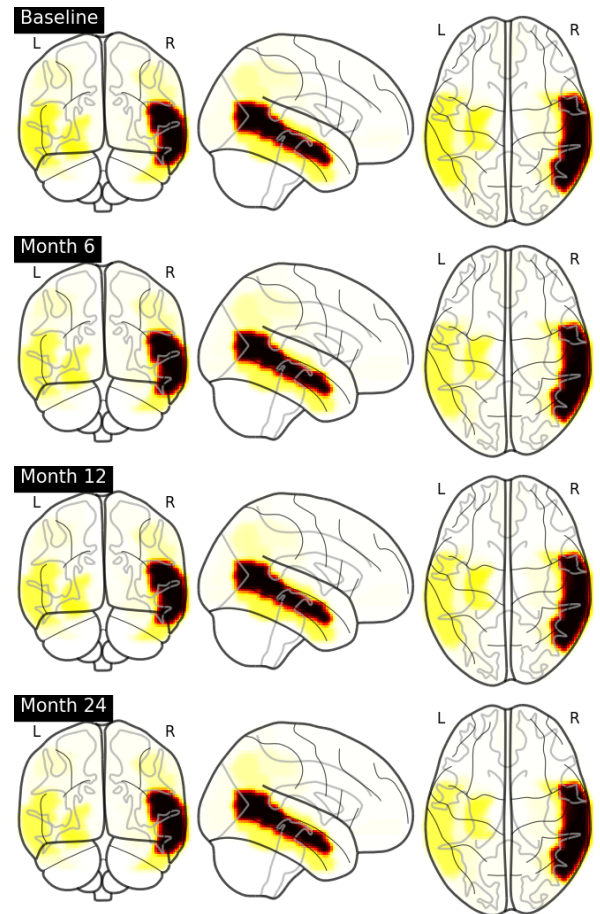 Baseline
L R L R
Month 6
L R L R
Month 12
L R L R
Month 24
L R L R